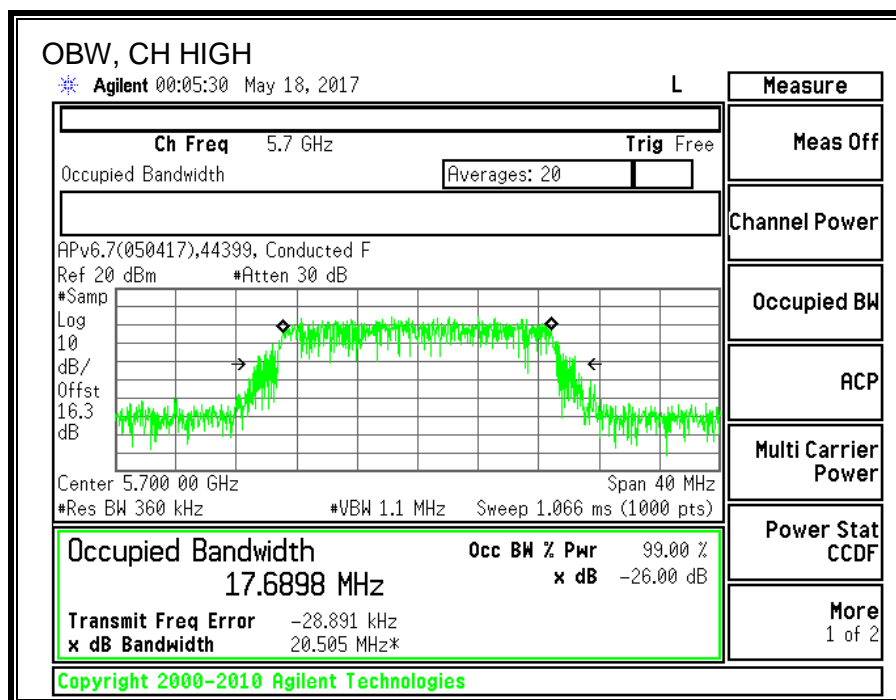 OBW, CH HIGH
Agilent 00:05:30 May 18, 2017 L
Measure
Ch Freq 5.7 GHz Trig Free
Meas Off
Occupied Bandwidth Averages: 20
Channel Power
APv6.7(050417),44399, Conducted F
Ref 20 dBm #Atten 30 dB
#Samp
Log
10
dB/
Offst
16.3
dB
Occupied BW
ACP
Center 5.700 00 GHz Span 40 MHz
#Res BW 360 kHz #VBW 1.1 MHz Sweep 1.066 ms (1000 pts)
Multi Carrier
Power
Occupied Bandwidth Occ BW % Pwr 99.00 %
17.6898 MHz x dB -26.00 dB
Power Stat
CCDF
Transmit Freq Error -28.891 kHz
x dB Bandwidth 20.505 MHz*
More
1 of 2
Copyright 2000-2010 Agilent Technologies